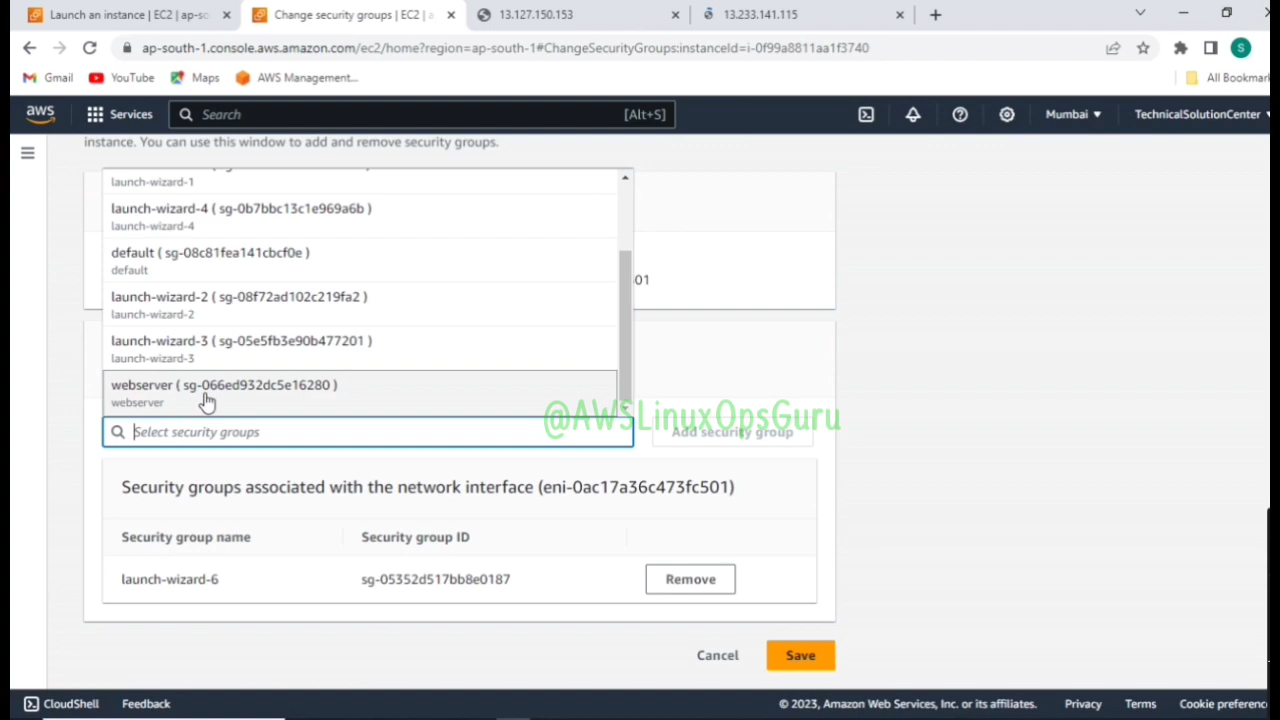 Launch an instance | EC2 | ap-so
Change security groups | EC2 | a
13.127.150.153
13.233.141.115
ap-south-1.console.aws.amazon.com/ec2/home?region=ap-south-1#ChangeSecurityGroups:instanceId=i-0f99a8811aa1f3740
S
Gmail
YouTube
Maps
AWS Management...
All Bookmar
aws
Services
Search
[Alt+S]
Mumbai
TechnicalSolutionCenter
instance. You can use this window to add and remove security groups.
launch-wizard-1
launch-wizard-4 ( sg-0b7bbc13c1e969a6b )
launch-wizard-4
default ( sg-08c81fea141cbcf0e )
default
01
launch-wizard-2 ( sg-08f72ad102c219fa2 )
launch-wizard-2
launch-wizard-3 ( sg-05e5fb3e90b477201 )
launch-wizard-3
webserver ( sg-066ed932dc5e16280 )
webserver
@AWSLinuxOpsGuru
Select security groups
Add security group
Security groups associated with the network interface (eni-0ac17a36c473fc501)
Security group name
Security group ID
launch-wizard-6
sg-05352d517bb8e0187
Remove
Cancel
Save
CloudShell
Feedback
© 2023, Amazon Web Services, Inc. or its affiliates.
Privacy
Terms
Cookie preferenc